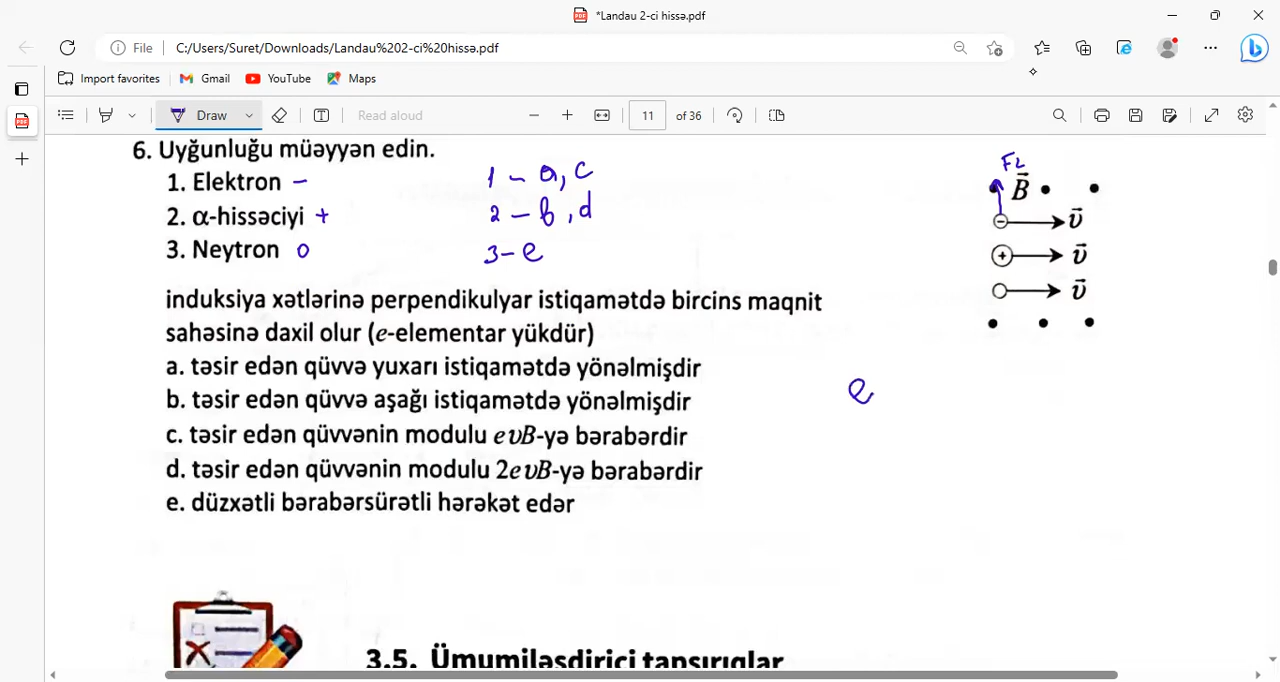 *Landau 2-ci hissə.pdf
File | C:/Users/Suret/Downloads/Landau%202-ci%20hissə.pdf
Import favorites Gmail YouTube Maps
Draw Read aloud 11 of 36
6. Uyğunluğu müəyyən edin.
1. Elektron –
2. α-hissəciyi +
3. Neytron 0
1 – a, c
2 – b, d
3 – e
FL
B
υ
υ
υ
induksiya xətlərinə perpendikulyar istiqamətdə bircins maqnit
sahəsinə daxil olur (e-elementar yükdür)
a. təsir edən qüvvə yuxarı istiqamətdə yönəlmişdir
b. təsir edən qüvvə aşağı istiqamətdə yönəlmişdir
c. təsir edən qüvvənin modulu eυB-yə bərabərdir
d. təsir edən qüvvənin modulu 2eυB-yə bərabərdir
e. düzxətli bərabərsürətli hərəkət edər
e
3.5. Ümumiləşdirici tapşırıqlar